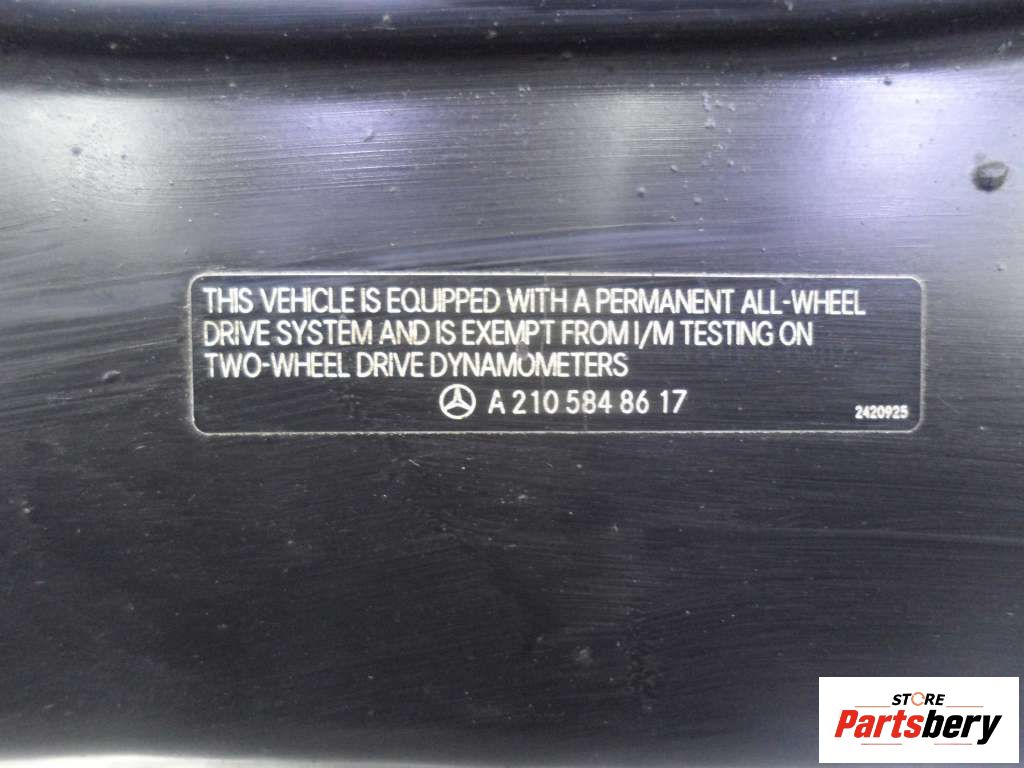 THIS VEHICLE IS EQUIPPED WITH A PERMANENT ALL-WHEEL
DRIVE SYSTEM AND IS EXEMPT FROM I/M TESTING ON
TWO-WHEEL DRIVE DYNAMOMETERS
A 210 584 86 17
2420925
STORE
Partsbery